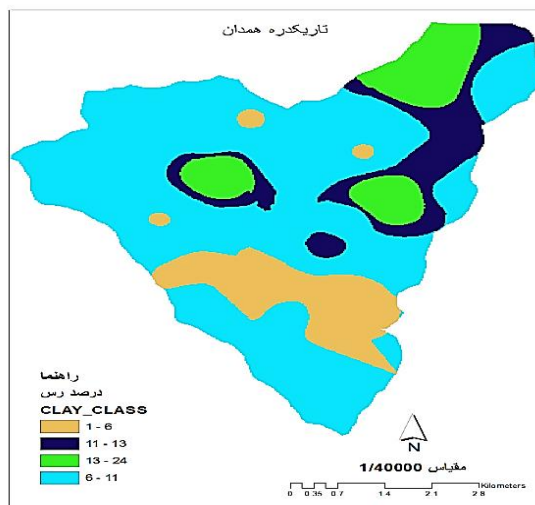 تاریکدره همدان
راهنما
درصد رس
CLAY_CLASS
1 - 6
11 - 13
13 - 24
6 - 11
N
مقیاس 1/40000
Kilometers
0 0.35 0.7 1.4 2.1 2.8